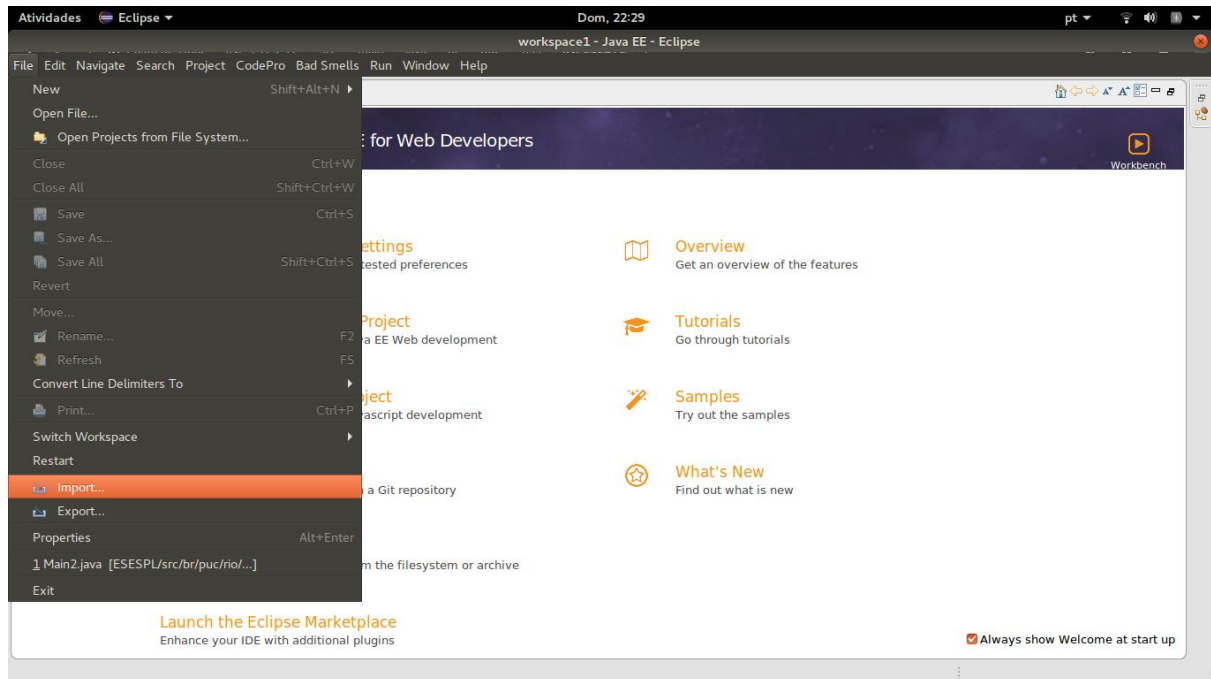 Atividades Eclipse Dom, 22:29 pt
workspace1 - Java EE - Eclipse
File Edit Navigate Search Project CodePro Bad Smells Run Window Help
New Shift+Alt+N
Open File...
Open Projects from File System...
: for Web Developers
Workbench
Close Ctrl+W
Close All Shift+Ctrl+W
Save Ctrl+S
Save As...
Save All Shift+Ctrl+S
Revert
Move...
Rename... F2
Refresh F5
Convert Line Delimiters To
Print... Ctrl+P
Switch Workspace
Restart
Import...
Export...
Properties Alt+Enter
1 Main2.java [ESESPL/src/br/puc/rio/...]
Exit
ettings
tested preferences
Overview
Get an overview of the features
Project
a EE Web development
Tutorials
Go through tutorials
ject
ascript development
Samples
Try out the samples
a Git repository
What's New
Find out what is new
m the filesystem or archive
Launch the Eclipse Marketplace
Enhance your IDE with additional plugins
Always show Welcome at start up